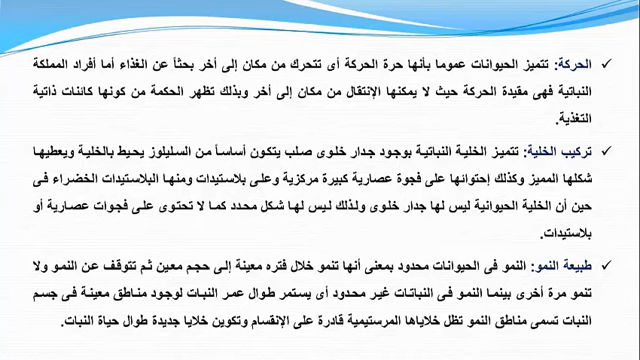 ✓ الحركة: تتميز الحيوانات عموما بأنها حرة الحركة أى تتحرك من مكان إلى أخر بحثاً عن الغذاء أما أفراد المملكة
النباتية فهى مقيدة الحركة حيث لا يمكنها الإنتقال من مكان إلى أخر وبذلك تظهر الحكمة من كونها كائنات ذاتية
التغذية.
✓ تركيب الخلية: تتميز الخلية النباتية بوجود جدار خلوى صلب يتكون أساساً من السليلوز يحيط بالخلية ويعطيها
شكلها المميز وكذلك إحتوائها على فجوة عصارية كبيرة مركزية وعلى بلاستيدات ومنها البلاستيدات الخضراء فى
حين أن الخلية الحيوانية ليس لها جدار خلوى ولذلك ليس لها شكل محدد كما لا تحتوى على فجوات عصارية أو
بلاستيدات.
✓ طبيعة النمو: النمو فى الحيوانات محدود بمعنى أنها تنمو خلال فتره معينة إلى حجم معين ثم تتوقف عن النمو ولا
تنمو مرة أخرى بينما النمو فى النباتات غير محدود أى يستمر طوال عمر النبات لوجود مناطق معينة فى جسم
النبات تسمى مناطق النمو تظل خلاياها المرستيمية قادرة على الإنقسام وتكوين خلايا جديدة طوال حياة النبات.